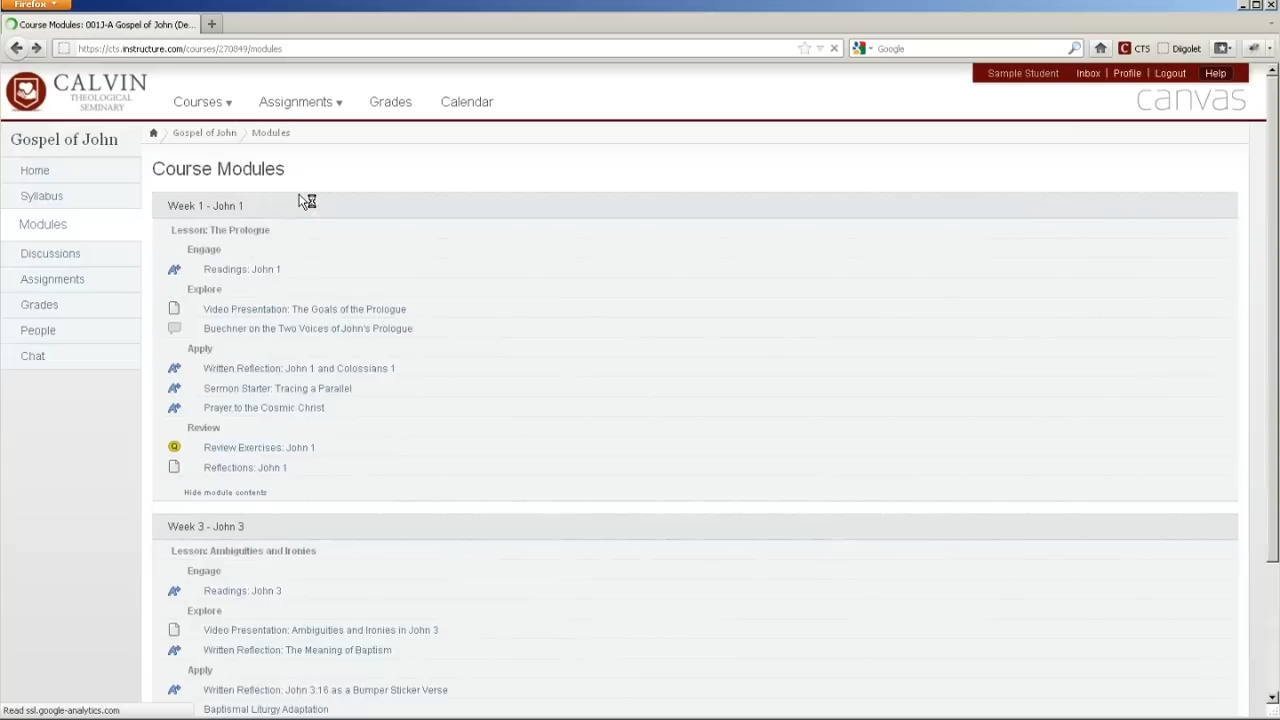 Firefox
Course Modules: 001J-A Gospel of John (De...
https://cts.instructure.com/courses/270849/modules
Google
CTS
Diigolet
CALVIN
THEOLOGICAL
SEMINARY
Courses
Assignments
Grades
Calendar
Sample Student
Inbox
Profile
Logout
Help
canvas
Gospel of John
Home
Syllabus
Modules
Discussions
Assignments
Grades
People
Chat
Gospel of John
Modules
Course Modules
Week 1 - John 1
Lesson: The Prologue
Engage
Readings: John 1
Explore
Video Presentation: The Goals of the Prologue
Buechner on the Two Voices of John's Prologue
Apply
Written Reflection: John 1 and Colossians 1
Sermon Starter: Tracing a Parallel
Prayer to the Cosmic Christ
Review
Review Exercises: John 1
Reflections: John 1
Hide module contents
Week 3 - John 3
Lesson: Ambiguities and Ironies
Engage
Readings: John 3
Explore
Video Presentation: Ambiguities and Ironies in John 3
Written Reflection: The Meaning of Baptism
Apply
Written Reflection: John 3:16 as a Bumper Sticker Verse
Baptismal Liturgy Adaptation
Read ssl.google-analytics.com